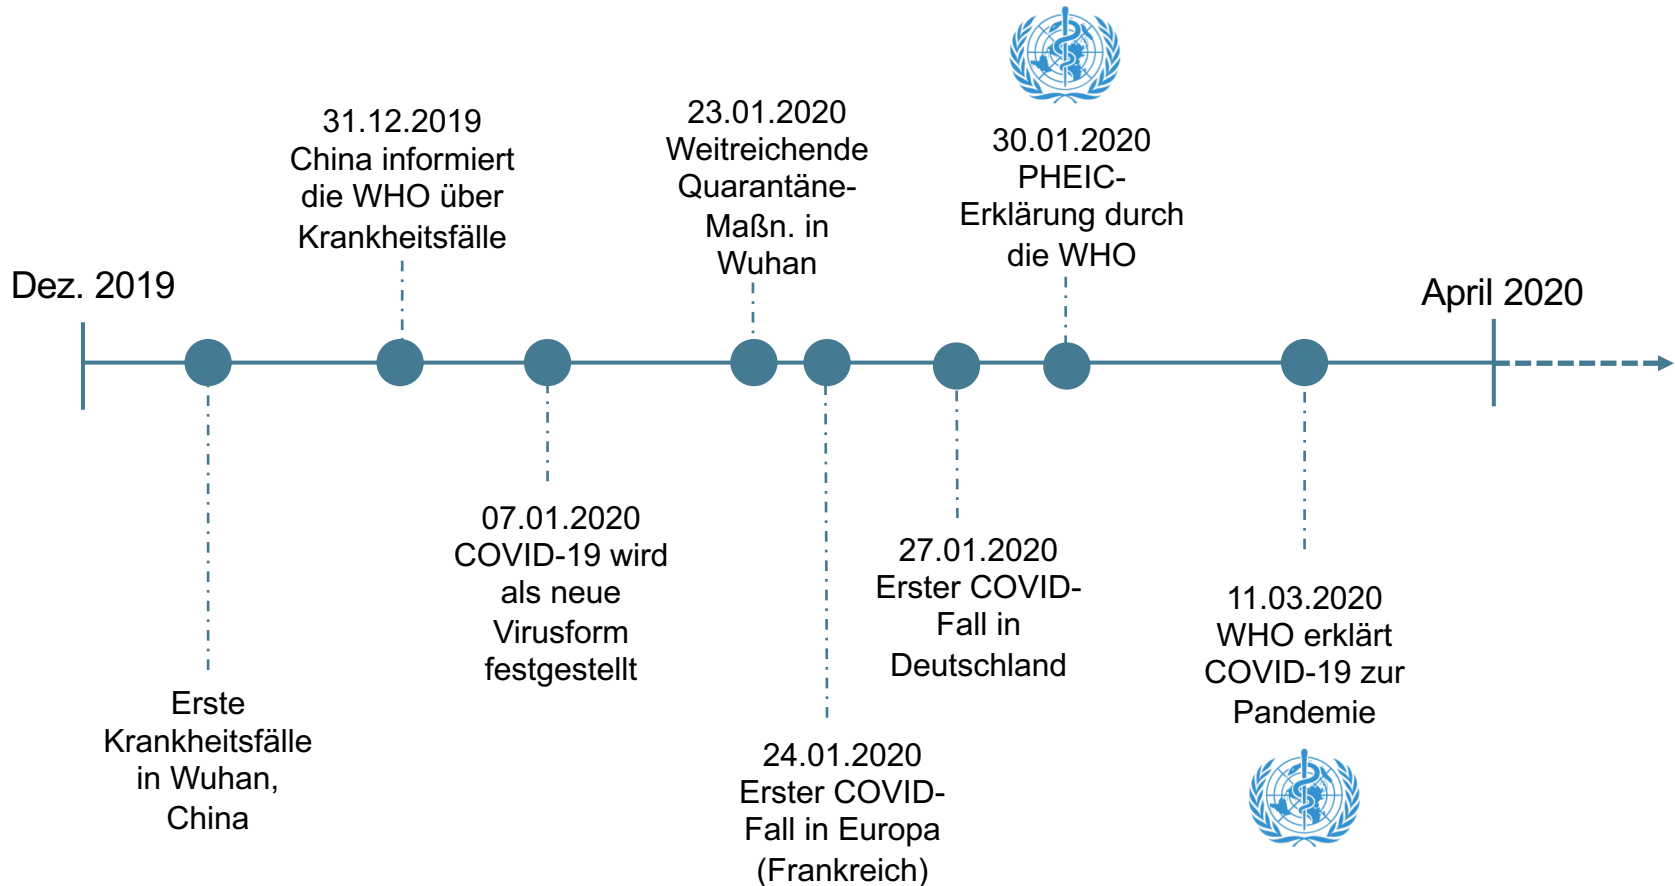 Dez. 2019
31.12.2019
China informiert
die WHO über
Krankheitsfälle
23.01.2020
Weitreichende
Quarantäne-
Maßn. in
Wuhan
30.01.2020
PHEIC-
Erklärung durch
die WHO
April 2020
Erste
Krankheitsfälle
in Wuhan,
China
07.01.2020
COVID-19 wird
als neue
Virusform
festgestellt
24.01.2020
Erster COVID-
Fall in Europa
(Frankreich)
27.01.2020
Erster COVID-
Fall in
Deutschland
11.03.2020
WHO erklärt
COVID-19 zur
Pandemie